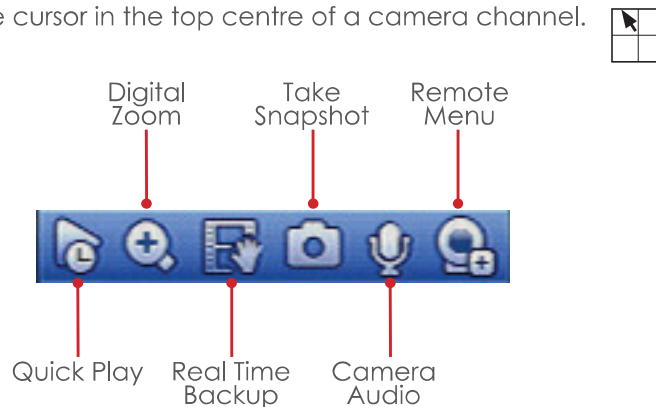 e cursor in the top centre of a camera channel.
Digital
Zoom
Take
Snapshot
Remote
Menu
Quick Play
Real Time
Backup
Camera
Audio